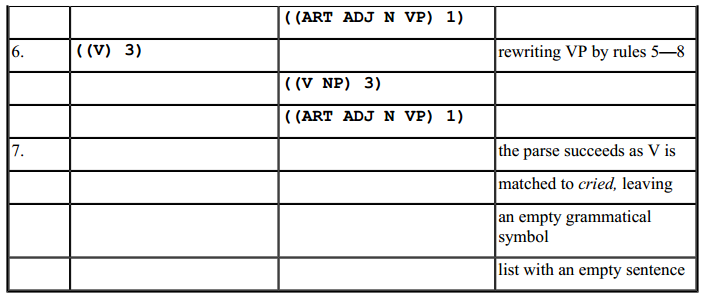 ((ART ADJ N VP) 1)
6. ((V) 3) rewriting VP by rules 5—8
((V NP) 3)
((ART ADJ N VP) 1)
7. the parse succeeds as V is
matched to cried, leaving
an empty grammatical
symbol
list with an empty sentence